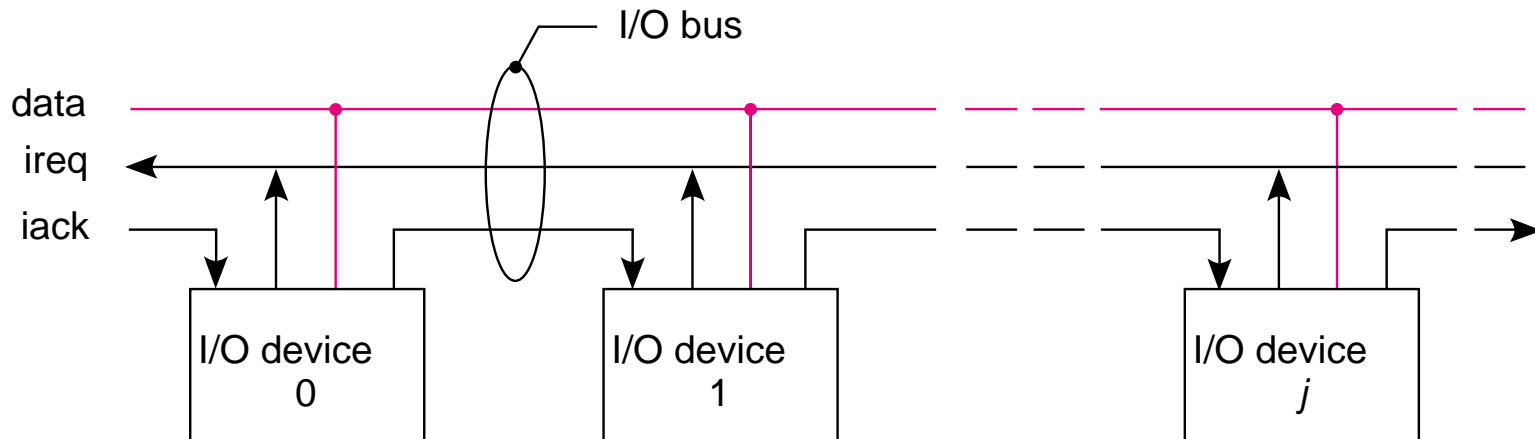 I/O bus
data
ireq
iack
I/O device
0
I/O device
1
I/O device
j